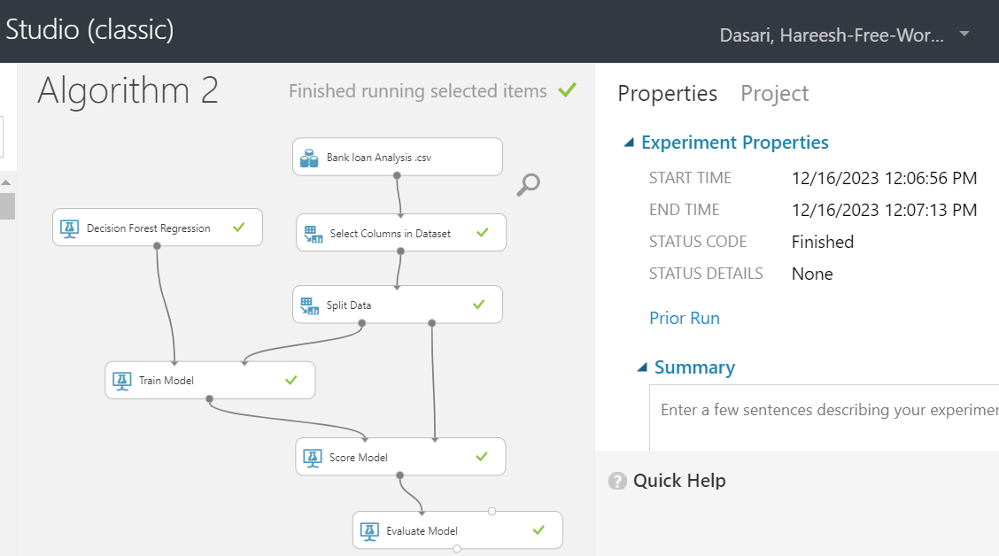 Studio (classic)
Dasari, Hareesh-Free-Wor...
Algorithm 2
Finished running selected items
Bank loan Analysis .csv
Decision Forest Regression
Select Columns in Dataset
Split Data
Train Model
Score Model
Evaluate Model
Properties Project
Experiment Properties
START TIME 12/16/2023 12:06:56 PM
END TIME 12/16/2023 12:07:13 PM
STATUS CODE Finished
STATUS DETAILS None
Prior Run
Summary
Enter a few sentences describing your experimen
? Quick Help